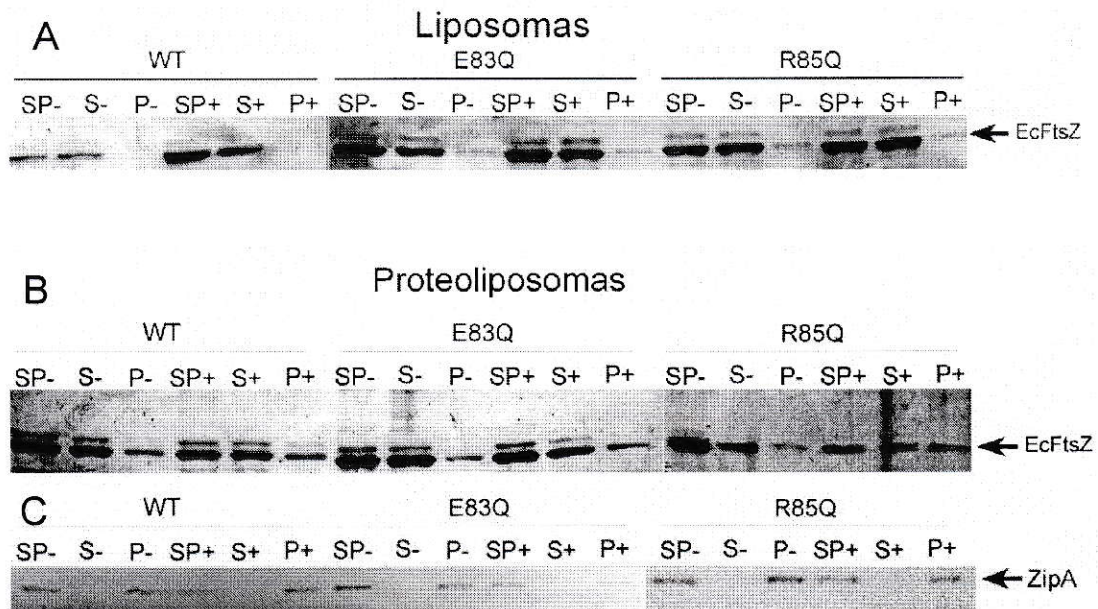 A
Liposomas
WT E83Q R85Q
SP- S- P- SP+ S+ P+ SP- S- P- SP+ S+ P+ SP- S- P- SP+ S+ P+
EcFtsZ
B
Proteoliposomas
WT E83Q R85Q
SP- S- P- SP+ S+ P+ SP- S- P- SP+ S+ P+ SP- S- P- SP+ S+ P+
EcFtsZ
C
WT E83Q R85Q
SP- S- P- SP+ S+ P+ SP- S- P- SP+ S+ P+ SP- S- P- SP+ S+ P+
ZipA